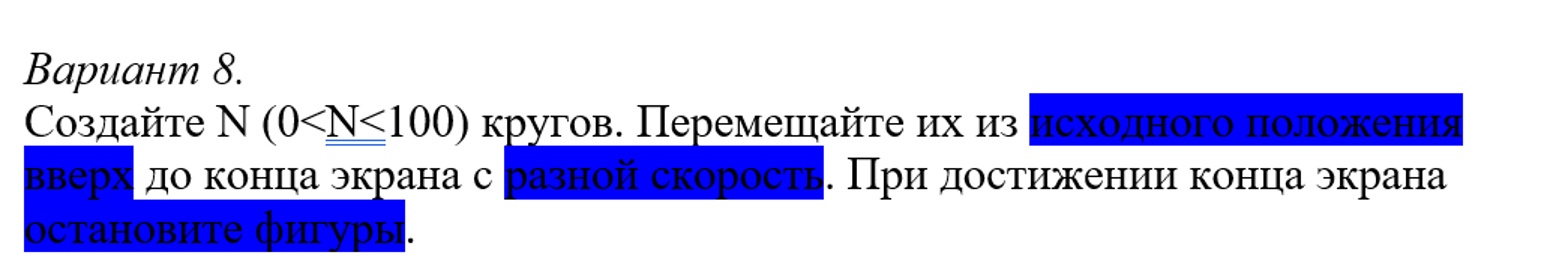 Вариант 8.
Создайте N (0<N<100) кругов. Перемещайте их из исходного положения
вверх до конца экрана с разной скорость. При достижении конца экрана
остановите фигуры.